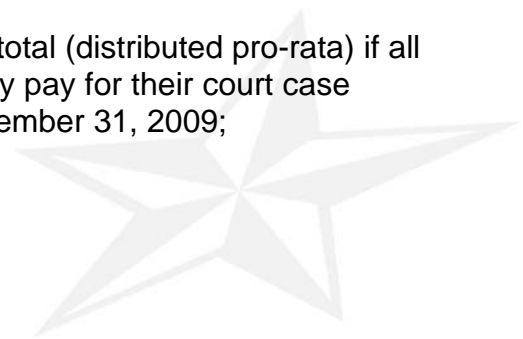 total (distributed pro-rata) if all
y pay for their court case
ember 31, 2009;